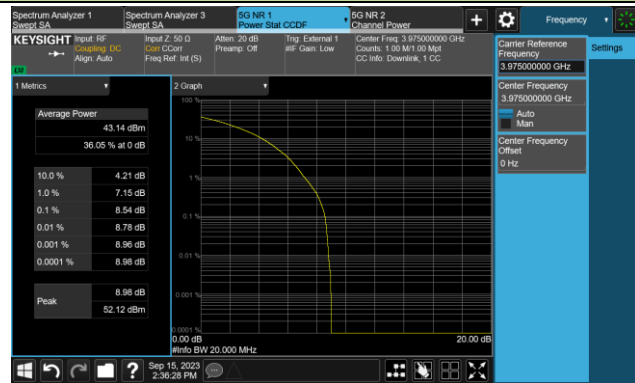 Spectrum Analyzer 1
Swept SA
Spectrum Analyzer 3
Swept SA
5G NR 1
Power Stat CCDF
5G NR 2
Channel Power
Frequency
KEYSIGHT
Input: RF
Coupling: DC
Align: Auto
Input Z: 50 Ω
Corr CCorr
Freq Ref: Int (S)
Atten: 20 dB
Preamp: Off
Trig: External 1
#IF Gain: Low
Center Freq: 3.975000000 GHz
Counts: 1.00 M/1.00 Mpt
CC Info: Downlink, 1 CC
Carrier Reference
Frequency
3.975000000 GHz
Settings
Center Frequency
3.975000000 GHz
Auto
Man
Center Frequency
Offset
0 Hz
1 Metrics
Average Power
43.14 dBm
36.05 % at 0 dB
10.0 % 4.21 dB
1.0 % 7.15 dB
0.1 % 8.54 dB
0.01 % 8.78 dB
0.001 % 8.96 dB
0.0001 % 8.98 dB
Peak
8.98 dB
52.12 dBm
2 Graph
100 %
10 %
1 %
0.1 %
0.01 %
0.001 %
0.0001 %
0.00 dB
20.00 dB
#Info BW 20.000 MHz
?
Sep 15, 2023
2:36:28 PM